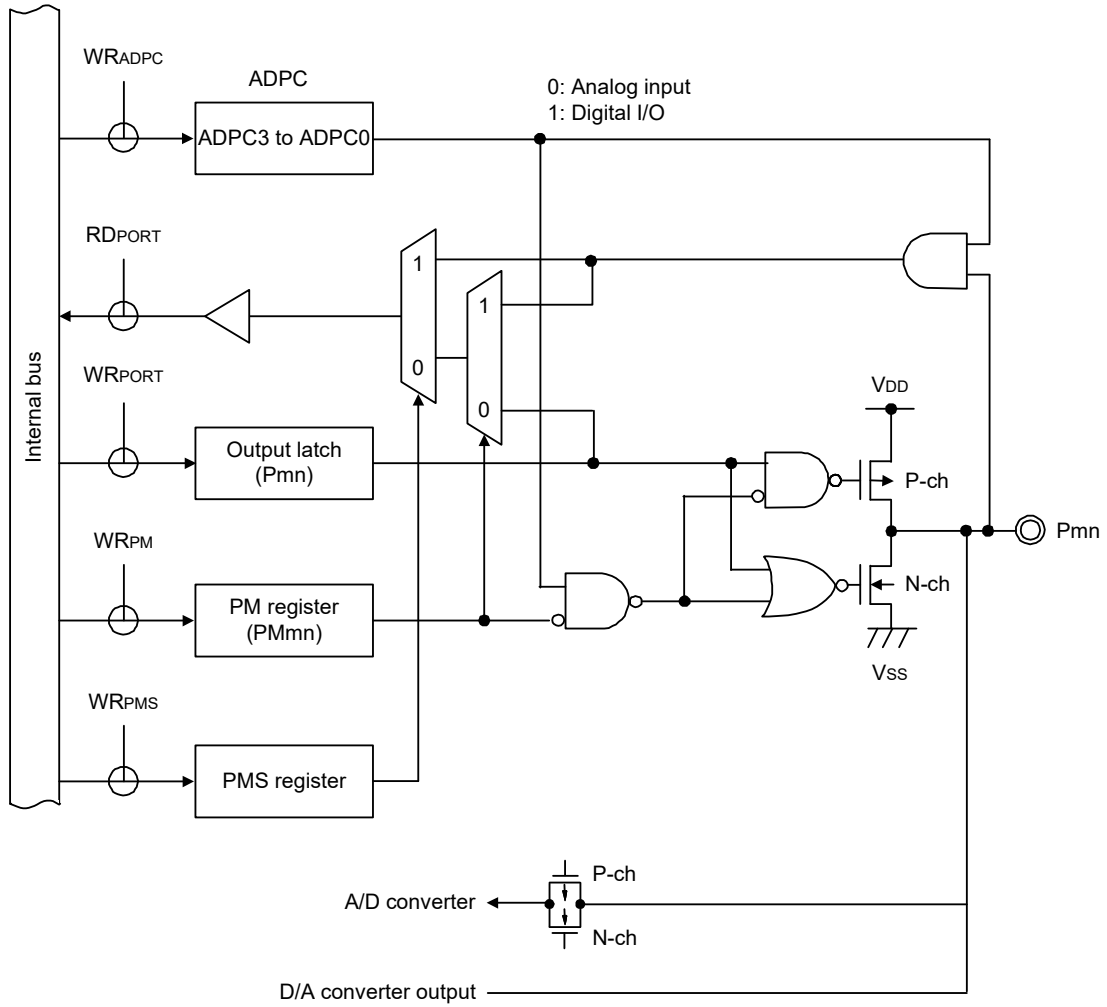 WRADPC
ADPC
0: Analog input
1: Digital I/O
ADPC3 to ADPC0
RDPORT
1
1
Internal bus
WRPORT
0
0
VDD
Output latch
(Pmn)
P-ch
Pmn
WRPM
N-ch
PM register
(PMmn)
VSS
WRPMS
PMS register
P-ch
A/D converter
N-ch
D/A converter output